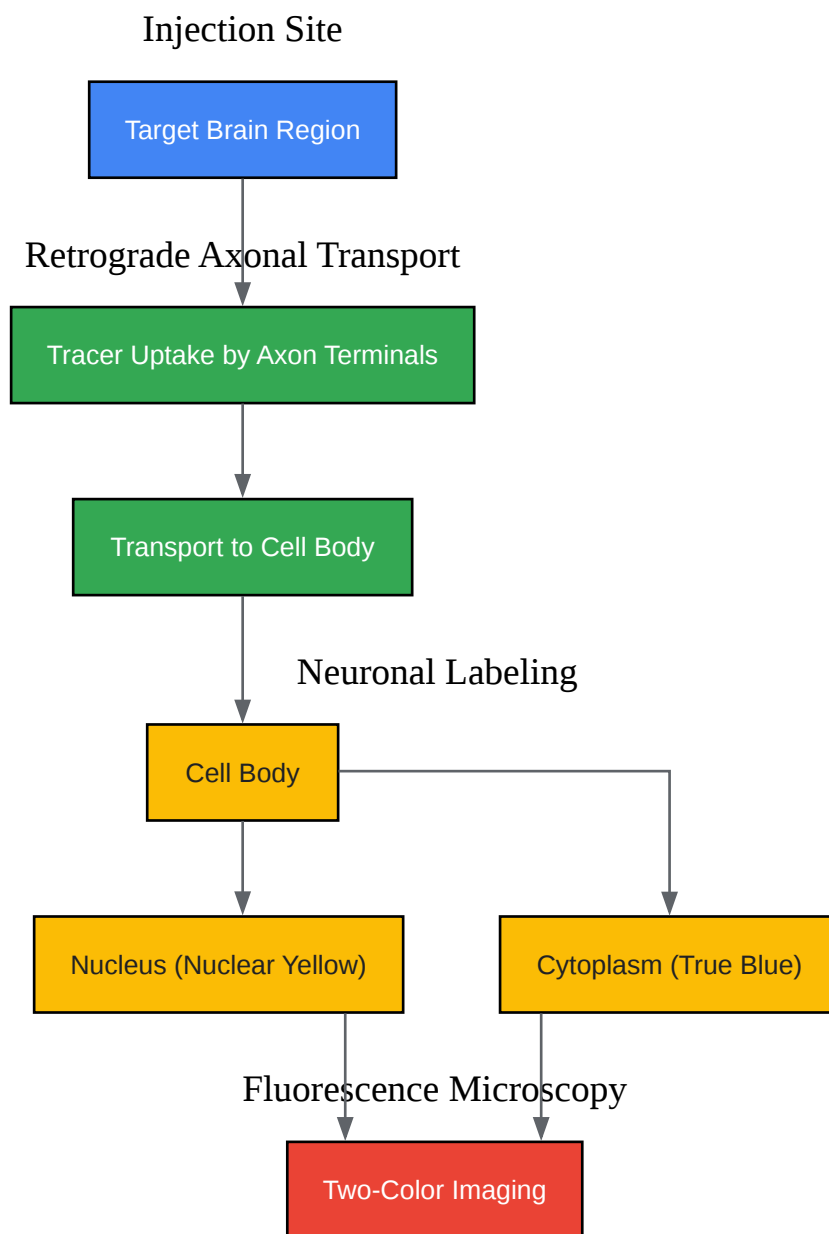 Injection Site
Target Brain Region
Retrograde Axonal Transport
Tracer Uptake by Axon Terminals
Transport to Cell Body
Neuronal Labeling
Cell Body
Nucleus (Nuclear Yellow)
Cytoplasm (True Blue)
Fluorescence Microscopy
Two-Color Imaging